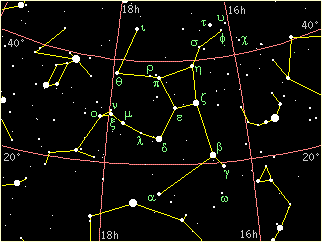 18h
16h
40°
40°
ι
τ
υ
φ
χ
σ
ρ
π
η
θ
ο
ν
ξ
μ
ε
ζ
λ
δ
20°
20°
β
γ
α
ω
18h
16h